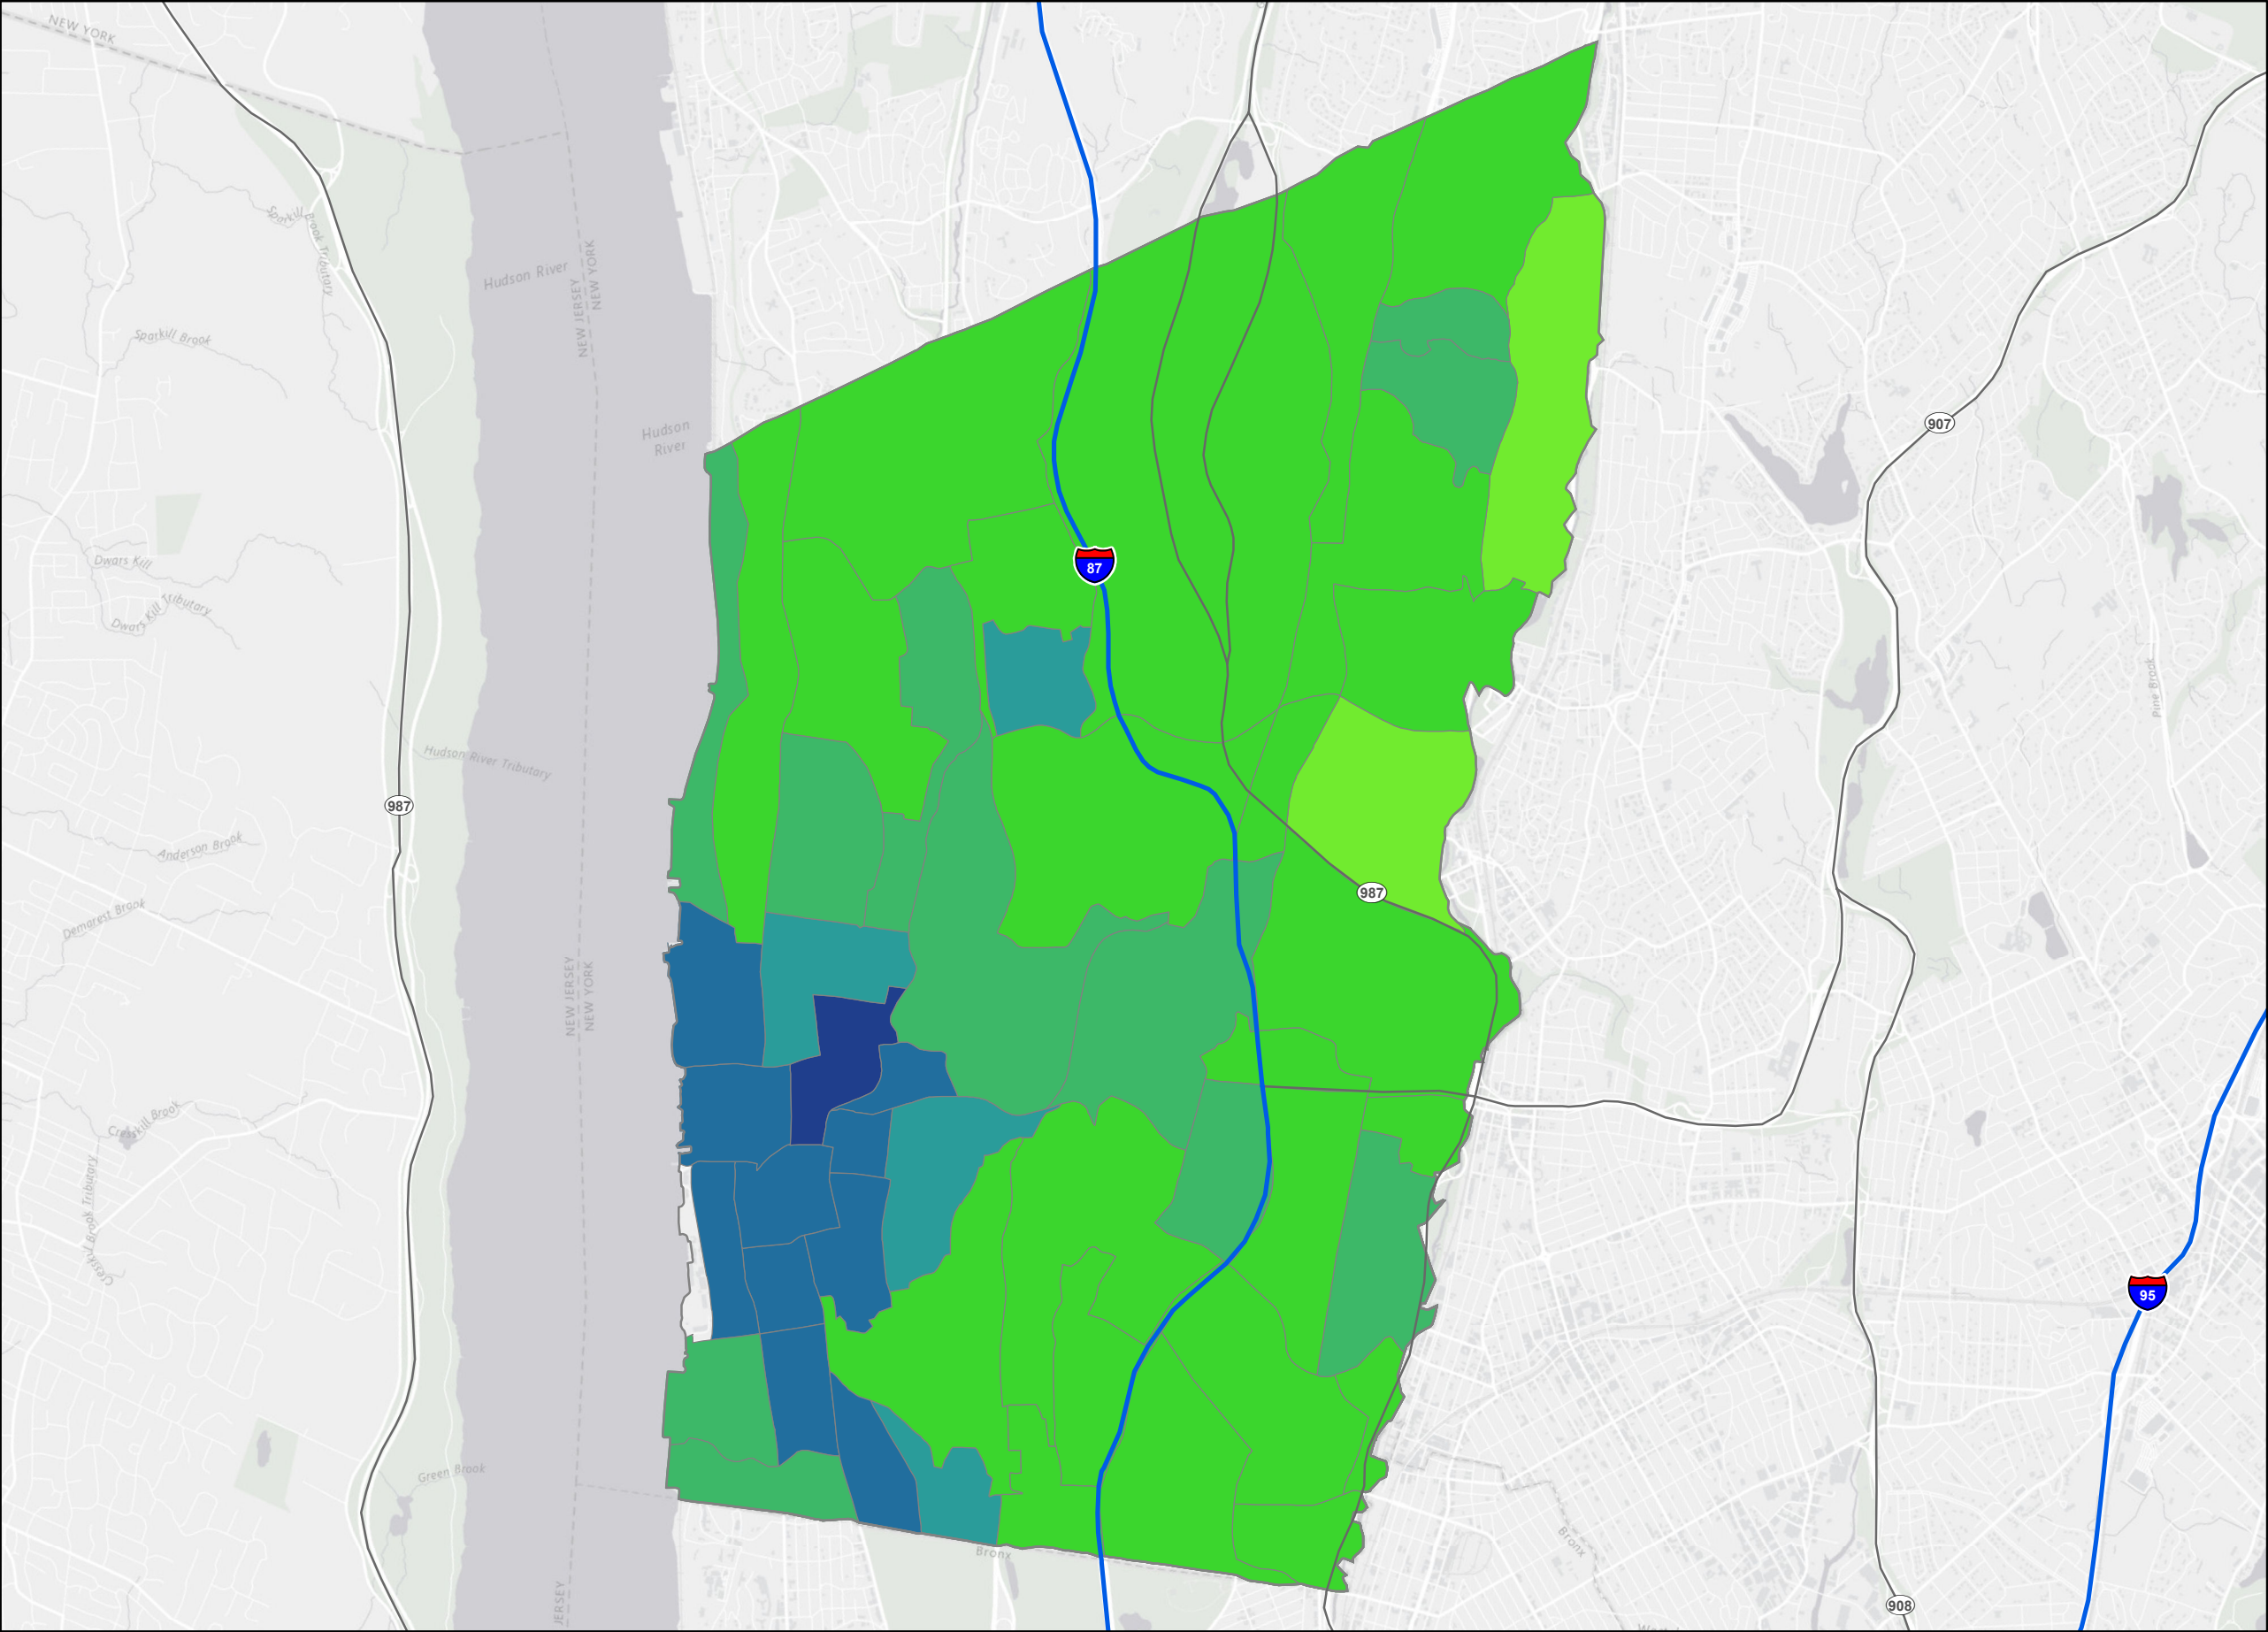 NEW YORK
Sparkill
Brook Tributary
Hudson River
NEW JERSEY
NEW YORK
Sparkill Brook
Hudson
River
907
87
Dwars Kill
Dwars Kill Tributary
Pine Brook
Hudson River Tributary
987
Anderson Brook
987
Demarest Brook
NEW JERSEY
NEW YORK
Cresskill Brook
Cresskill Brook Tributary
95
Green Brook
Bronx
Bronx
JERSEY
908